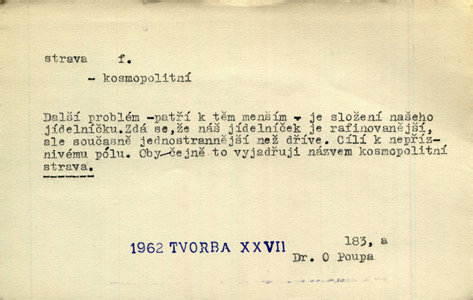 strava f.
- kosmopolitní
Další problém -patří k těm menším - je složení našeho
jídelníčku.Zdá se,že náš jídelníček je rafinovanější,
ale současně jednostrannější než dříve. Cílí k nepříz-
nivému pólu. Obyčejně to vyjadřuji názvem kosmopolitní
strava.
183, a
1962 TVORBA XXVII
Dr. O Poupa